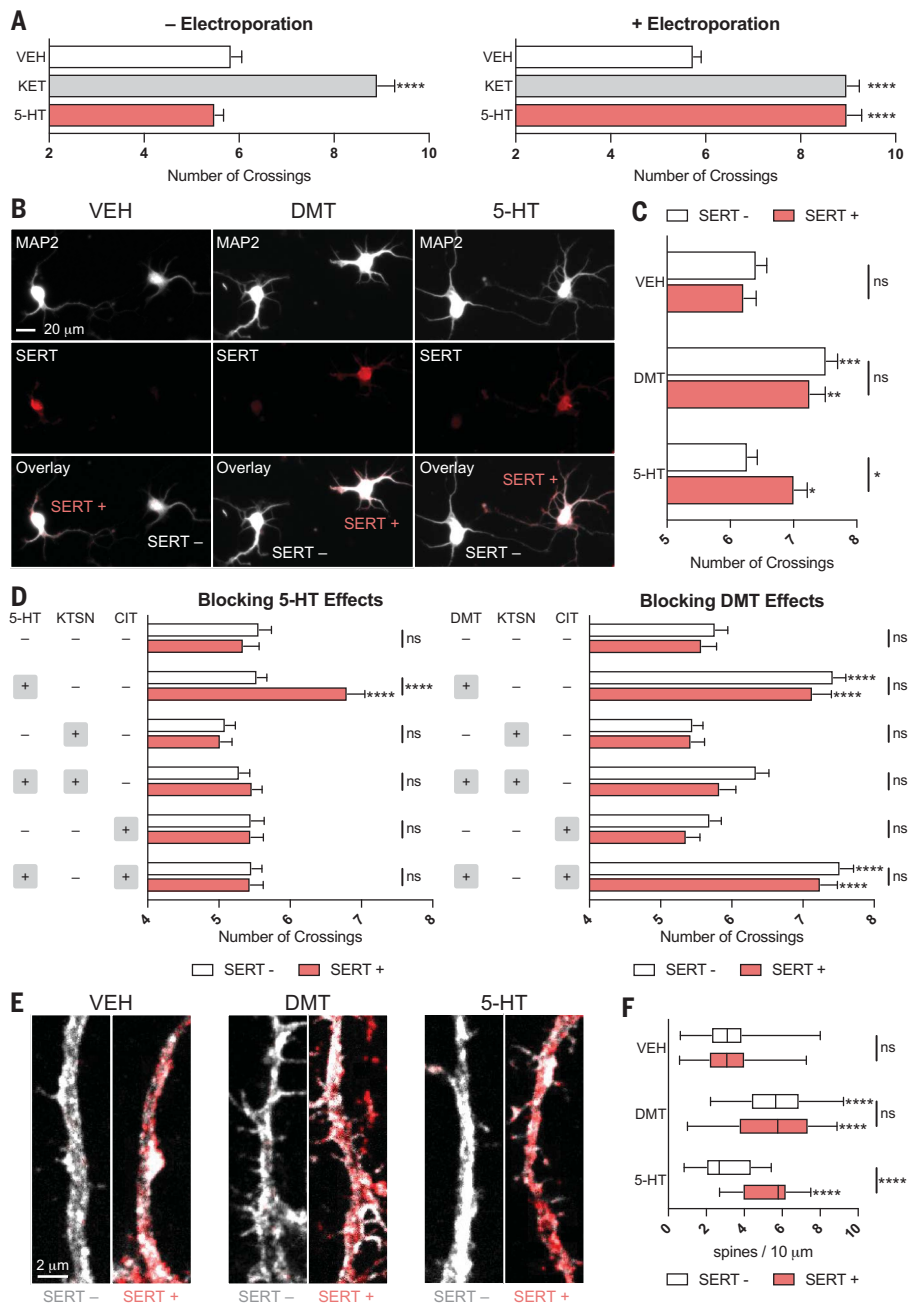 A
– Electroporation
VEH
KET
5-HT
****
2 4 6 8 10
Number of Crossings
+ Electroporation
VEH
KET
5-HT
****
****
2 4 6 8 10
Number of Crossings
B
VEH DMT 5-HT
MAP2 MAP2 MAP2
20 μm
SERT SERT SERT
Overlay Overlay Overlay
SERT +
SERT –
SERT +
SERT –
SERT +
SERT –
C
SERT - SERT +
VEH
ns
DMT
***
**
ns
5-HT
*
*
5 6 7 8
Number of Crossings
D
Blocking 5-HT Effects
5-HT KTSN CIT
– – – ns
+ – – **** ****
– + – ns
+ + – ns
– – + ns
+ – + ns
4 5 6 7 8
Number of Crossings
SERT - SERT +
Blocking DMT Effects
DMT KTSN CIT
– – – ns
+ – – **** **** ns
– + – ns
+ + – ns
– – + ns
+ – + **** **** ns
4 5 6 7 8
Number of Crossings
SERT - SERT +
E
VEH DMT 5-HT
2 μm
SERT – SERT + SERT – SERT + SERT – SERT +
F
VEH
ns
DMT
****
****
ns
5-HT
****
****
0 2 4 6 8 10
spines / 10 μm
SERT - SERT +